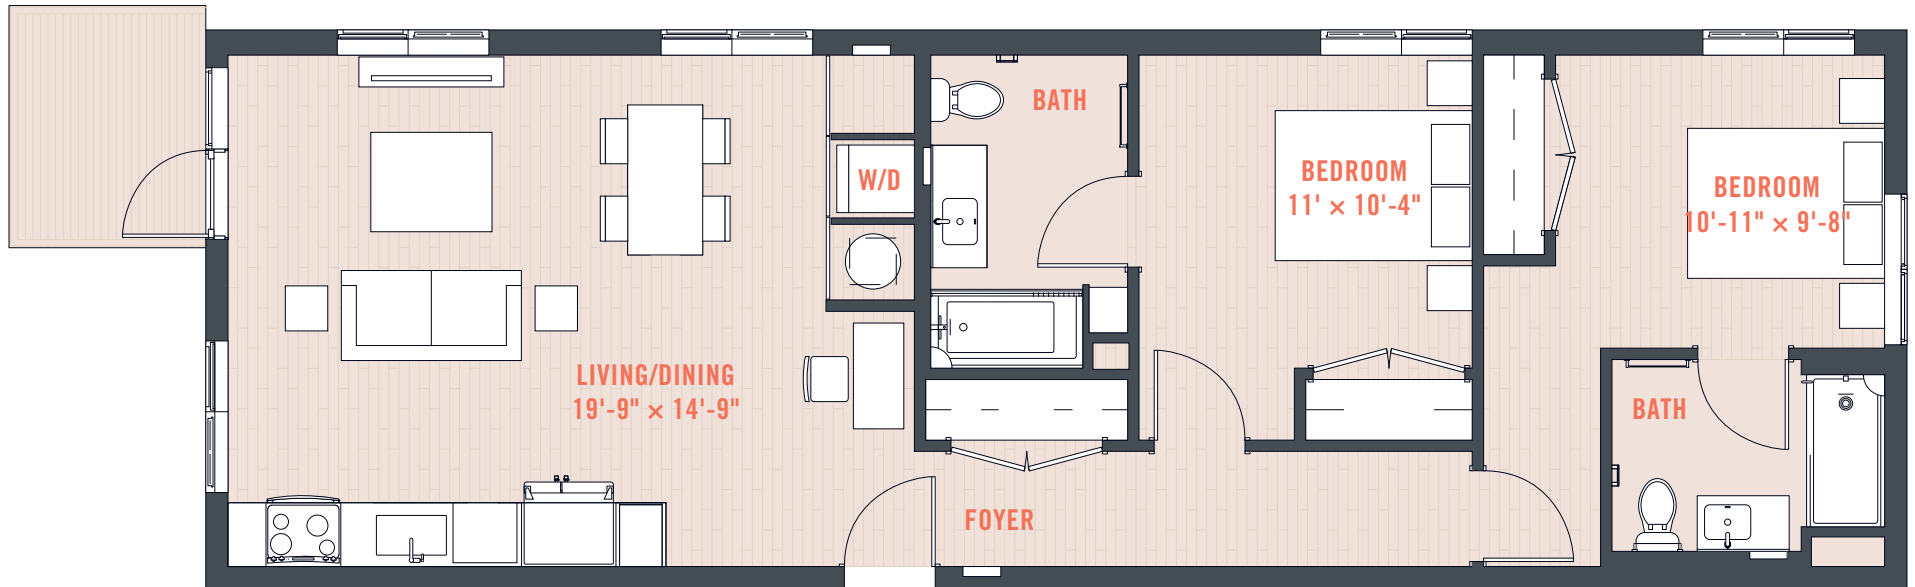 BATH
W/D
BEDROOM
11' × 10'-4"
BEDROOM
10'-11" × 9'-8"
LIVING/DINING
19'-9" × 14'-9"
BATH
FOYER